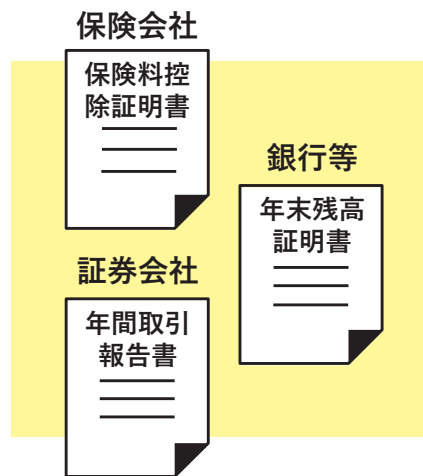 保険会社
保険料控
除証明書
銀行等
年末残高
証明書
証券会社
年間取引
報告書